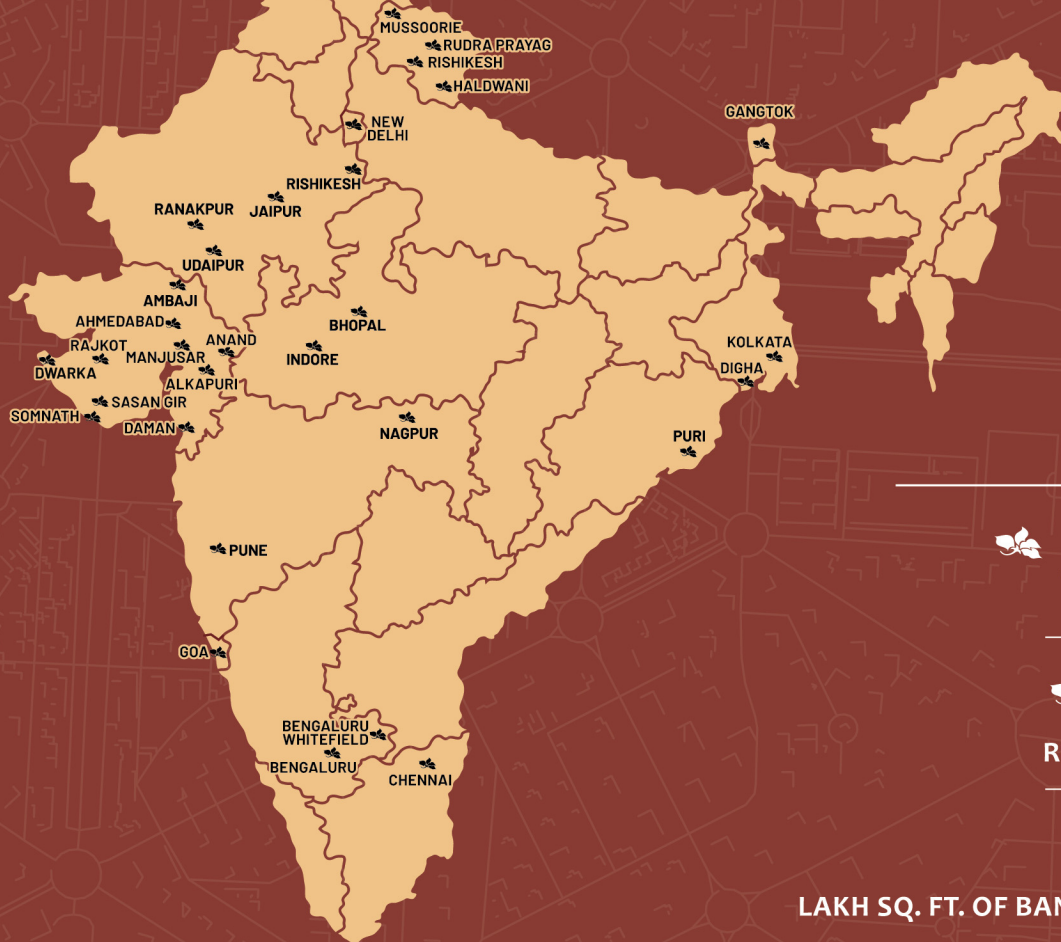 MUSSOORIE
RUDRA PRAYAG
RISHIKESH
HALDWANI
GANGTOK
NEW
DELHI
RISHIKESH
JAIPUR
RANAKPUR
UDAIPUR
AMBAJI
AHMEDABAD
BHOPAL
RAJKOT
MANJUSAR
ANAND
INDORE
KOLKATA
DWARKA
ALKAPURI
DIGHA
SASAN GIR
SOMNATH
DAMAN
NAGPUR
PURI
PUNE
GOA
BENGALURU
WHITEFIELD
BENGALURU
CHENNAI
R
LAKH SQ. FT. OF BAN